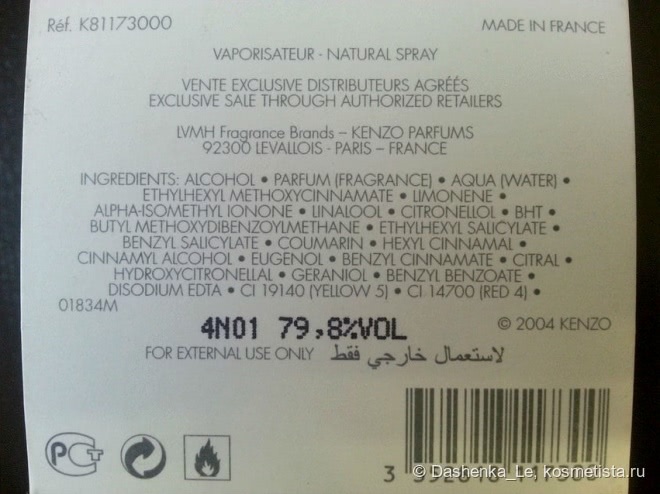 Réf. K81173000
MADE IN FRANCE
VAPORISATEUR - NATURAL SPRAY
VENTE EXCLUSIVE DISTRIBUTEURS AGRÉÉS
EXCLUSIVE SALE THROUGH AUTHORIZED RETAILERS
LVMH Fragrance Brands – KENZO PARFUMS
92300 LEVALLOIS - PARIS – FRANCE
INGREDIENTS: ALCOHOL • PARFUM (FRAGRANCE) • AQUA (WATER) •
ETHYLHEXYL METHOXYCINNAMATE • LIMONENE •
ALPHA-ISOMETHYL IONONE • LINALOOL • CITRONELLOL • BHT •
BUTYL METHOXYDIBENZOYLMETHANE • ETHYLHEXYL SALICYLATE •
BENZYL SALICYLATE • COUMARIN • HEXYL CINNAMAL •
CINNAMYL ALCOHOL • EUGENOL • BENZYL CINNAMATE • CITRAL •
HYDROXYCITRONELLAL • GERANIOL • BENZYL BENZOATE •
DISODIUM EDTA • CI 19140 (YELLOW 5) • CI 14700 (RED 4) •
01834M
4N01 79,8%VOL
© 2004 KENZO
FOR EXTERNAL USE ONLY لاستعمال خارجي فقط
PCT
3
© Dashenka_Le, kosmetista.ru